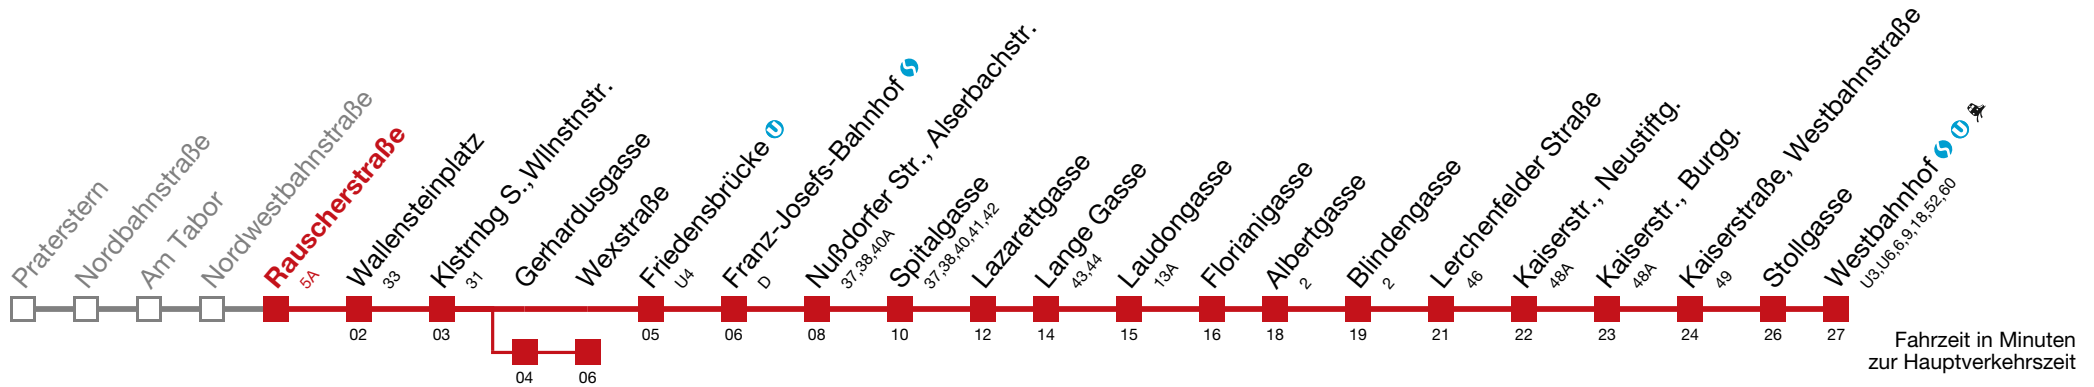 Praterstern
Nordbahnstraße
Am Tabor
Nordwestbahnstraße
Rauscherstraße
5A
Wallensteinplatz
33
Klstrnbg S., Wllnstnstr.
31
Gerhardusgasse
Wexstraße
Friedensbrücke
U4
Franz-Josefs-Bahnhof
D
Nußdorfer Str., Alserbachstr.
37,38,40A
Spitalgasse
37,38,40,41,42
Lazarettgasse
Lange Gasse
43,44
Laudongasse
13A
Florianigasse
Albertgasse
2
Blindengasse
2
Lerchenfelder Straße
46
Kaiserstr., Neustiftg.
48A
Kaiserstr., Burgg.
48A
Kaiserstraße, Westbahnstraße
49
Stollgasse
Westbahnhof
U3,U6,6,9,18,52,60
02
03
05
06
08
10
12
14
15
16
18
19
21
22
23
24
26
27
04
06
Fahrzeit in Minuten
zur Hauptverkehrszeit